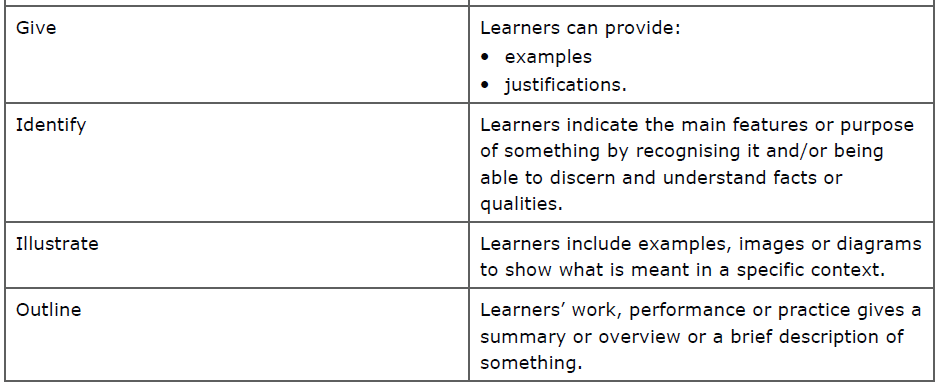 Give
Learners can provide:
• examples
• justifications.
Identify
Learners indicate the main features or purpose
of something by recognising it and/or being
able to discern and understand facts or
qualities.
Illustrate
Learners include examples, images or diagrams
to show what is meant in a specific context.
Outline
Learners’ work, performance or practice gives a
summary or overview or a brief description of
something.